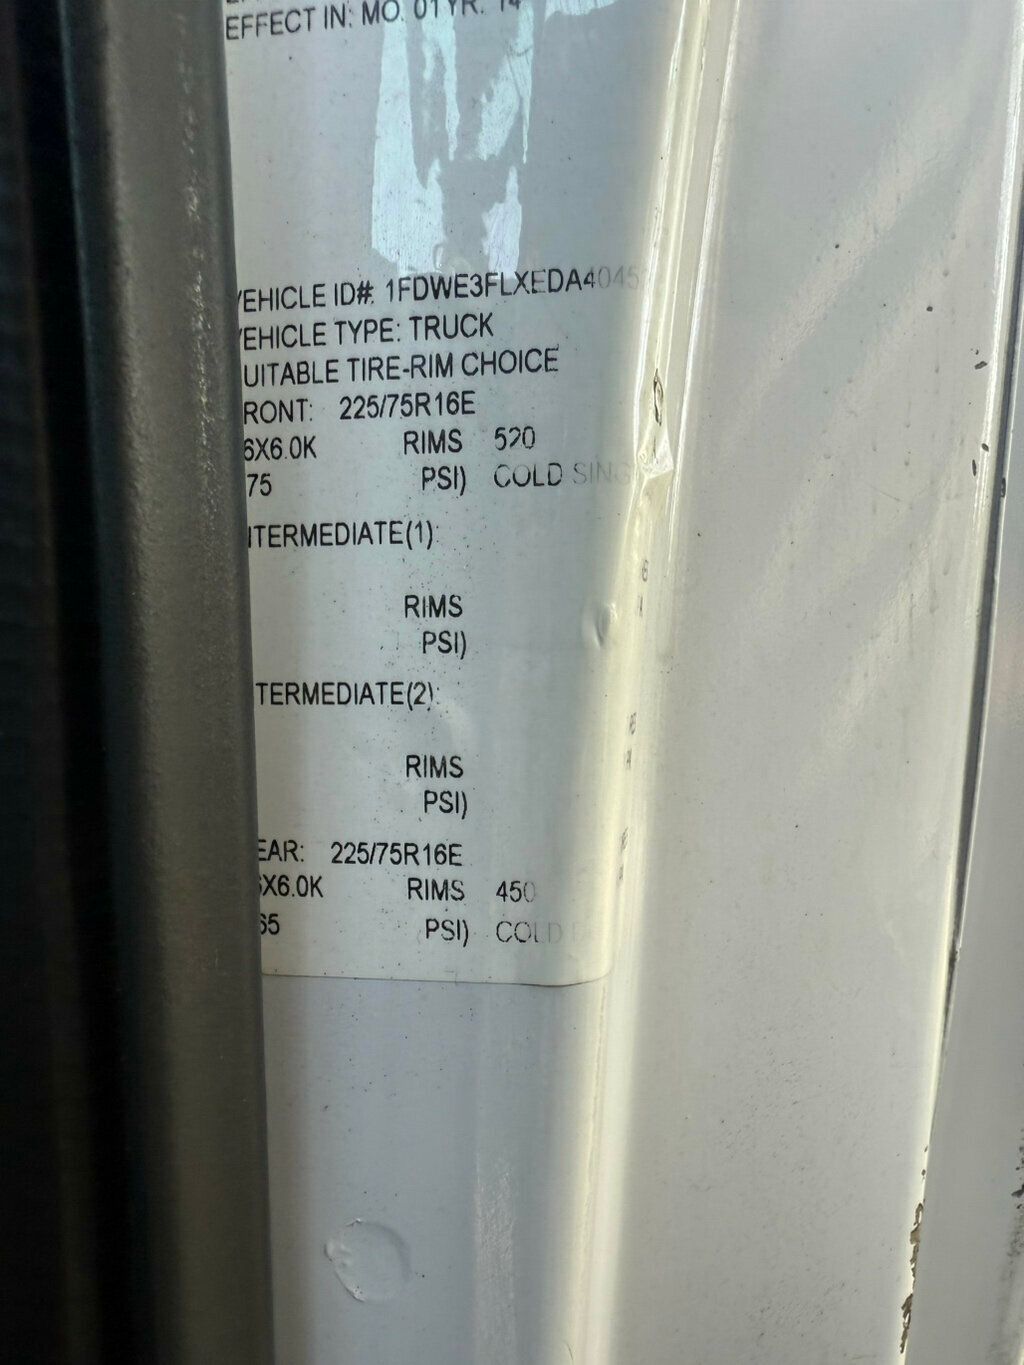 EFFECT IN: MO. 01 YR. 14
VEHICLE ID#: 1FDWE3FLXEDA4045
VEHICLE TYPE: TRUCK
UITABLE TIRE-RIM CHOICE
RONT: 225/75R16E
6X6.0K RIMS 520
75 PSI) COLD SING
NTERMEDIATE(1):
RIMS
PSI)
TERMEDIATE(2):
RIMS
PSI)
EAR: 225/75R16E
6X6.0K RIMS 450
65 PSI) COLD